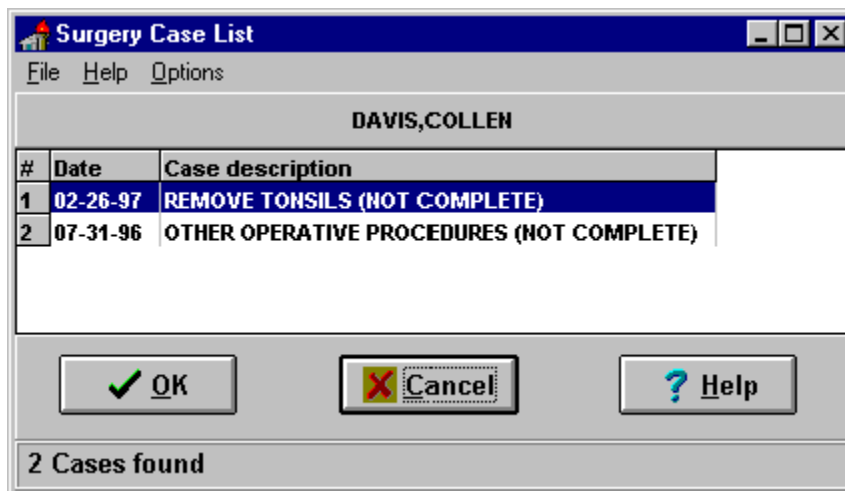 Surgery Case List
File Help Options
DAVIS,COLLEN
# Date Case description
1 02-26-97 REMOVE TONSILS (NOT COMPLETE)
2 07-31-96 OTHER OPERATIVE PROCEDURES (NOT COMPLETE)
OK Cancel Help
2 Cases found